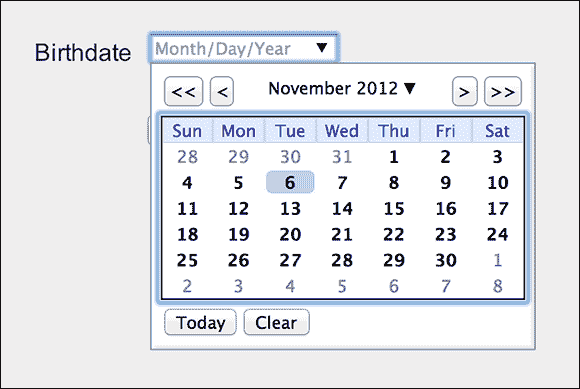 Birthdate Month/Day/Year ▼
<< < November 2012 ▼ > >>
Sun Mon Tue Wed Thu Fri Sat
28 29 30 31 1 2 3
4 5 6 7 8 9 10
11 12 13 14 15 16 17
18 19 20 21 22 23 24
25 26 27 28 29 30 1
2 3 4 5 6 7 8
Today Clear